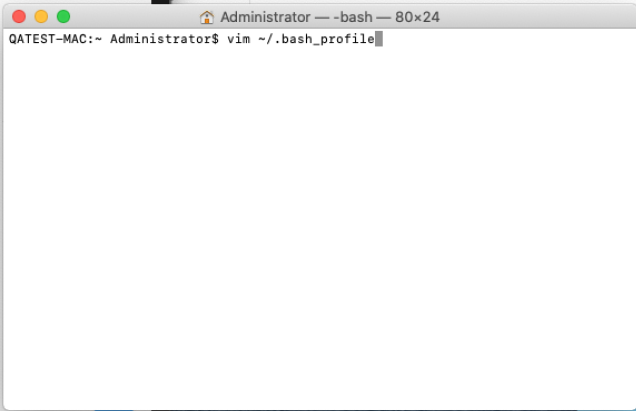 Administrator — -bash — 80×24
QATEST-MAC:~ Administrator$ vim ~/.bash_profile